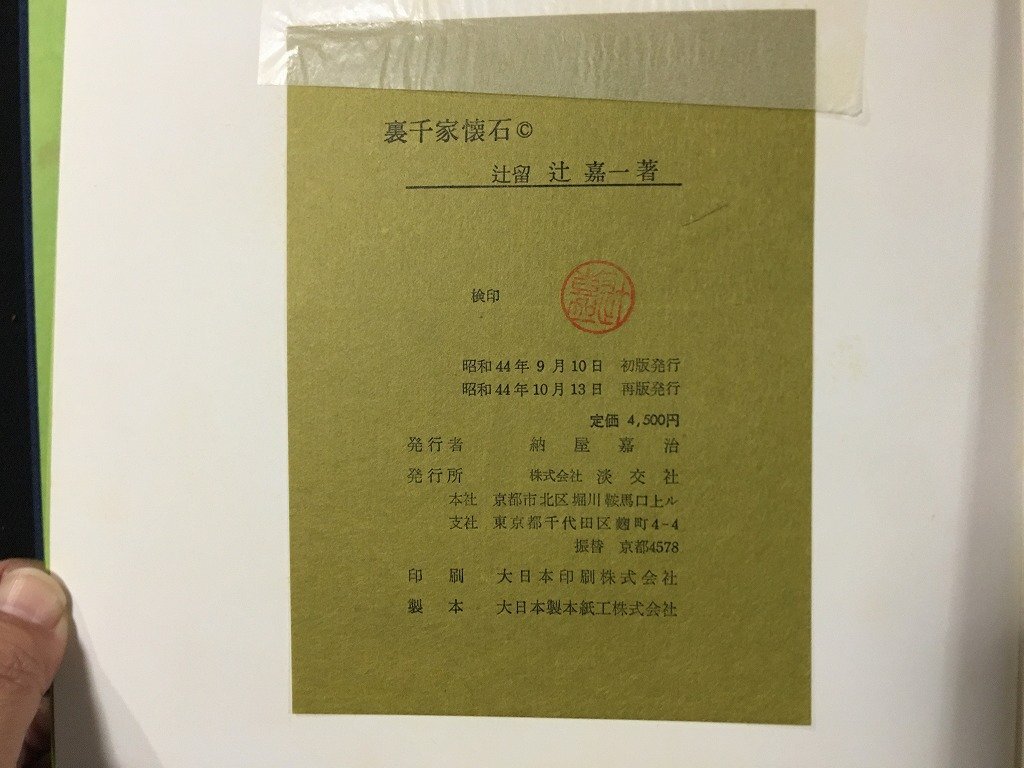 裏千家懐石©
辻留 辻 嘉一 著
検印
昭和44年9月10日 初版発行
昭和44年10月13日 再版発行
定価 4,500円
発行者 納屋嘉治
発行所 株式会社 淡交社
本社 京都市北区堀川鞍馬口上ル
支社 東京都千代田区麹町4-4
振替 京都4578
印刷 大日本印刷株式会社
製本 大日本製本紙工株式会社